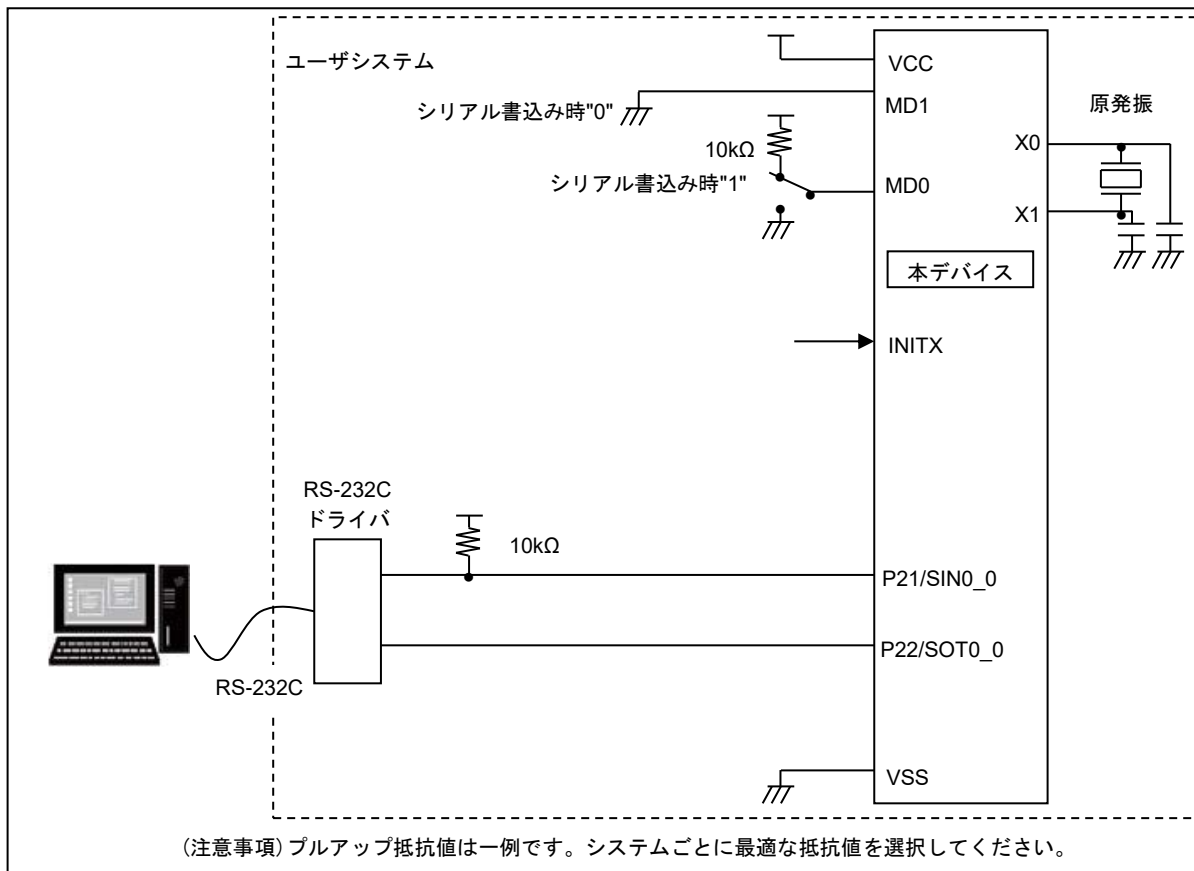 ユーザシステム
VCC
シリアル書込み時"0"
MD1
原発振
10kΩ
X0
シリアル書込み時"1"
MD0
X1
本デバイス
INITX
RS-232C
ドライバ
10kΩ
P21/SIN0_0
P22/SOT0_0
RS-232C
VSS
(注意事項)プルアップ抵抗値は一例です。システムごとに最適な抵抗値を選択してください。